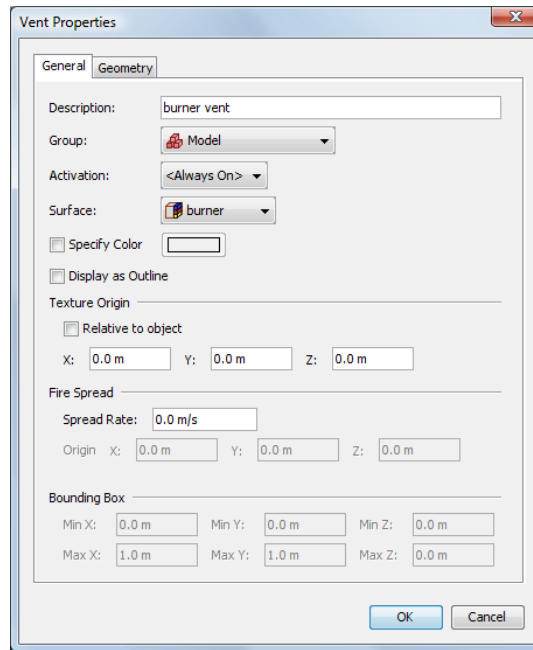 Vent Properties
General Geometry
Description: burner vent
Group: Model
Activation: <Always On>
Surface: burner
Specify Color
Display as Outline
Texture Origin
Relative to object
X: 0.0 m Y: 0.0 m Z: 0.0 m
Fire Spread
Spread Rate: 0.0 m/s
Origin X: 0.0 m Y: 0.0 m Z: 0.0 m
Bounding Box
Min X: 0.0 m Min Y: 0.0 m Min Z: 0.0 m
Max X: 1.0 m Max Y: 1.0 m Max Z: 0.0 m
OK Cancel